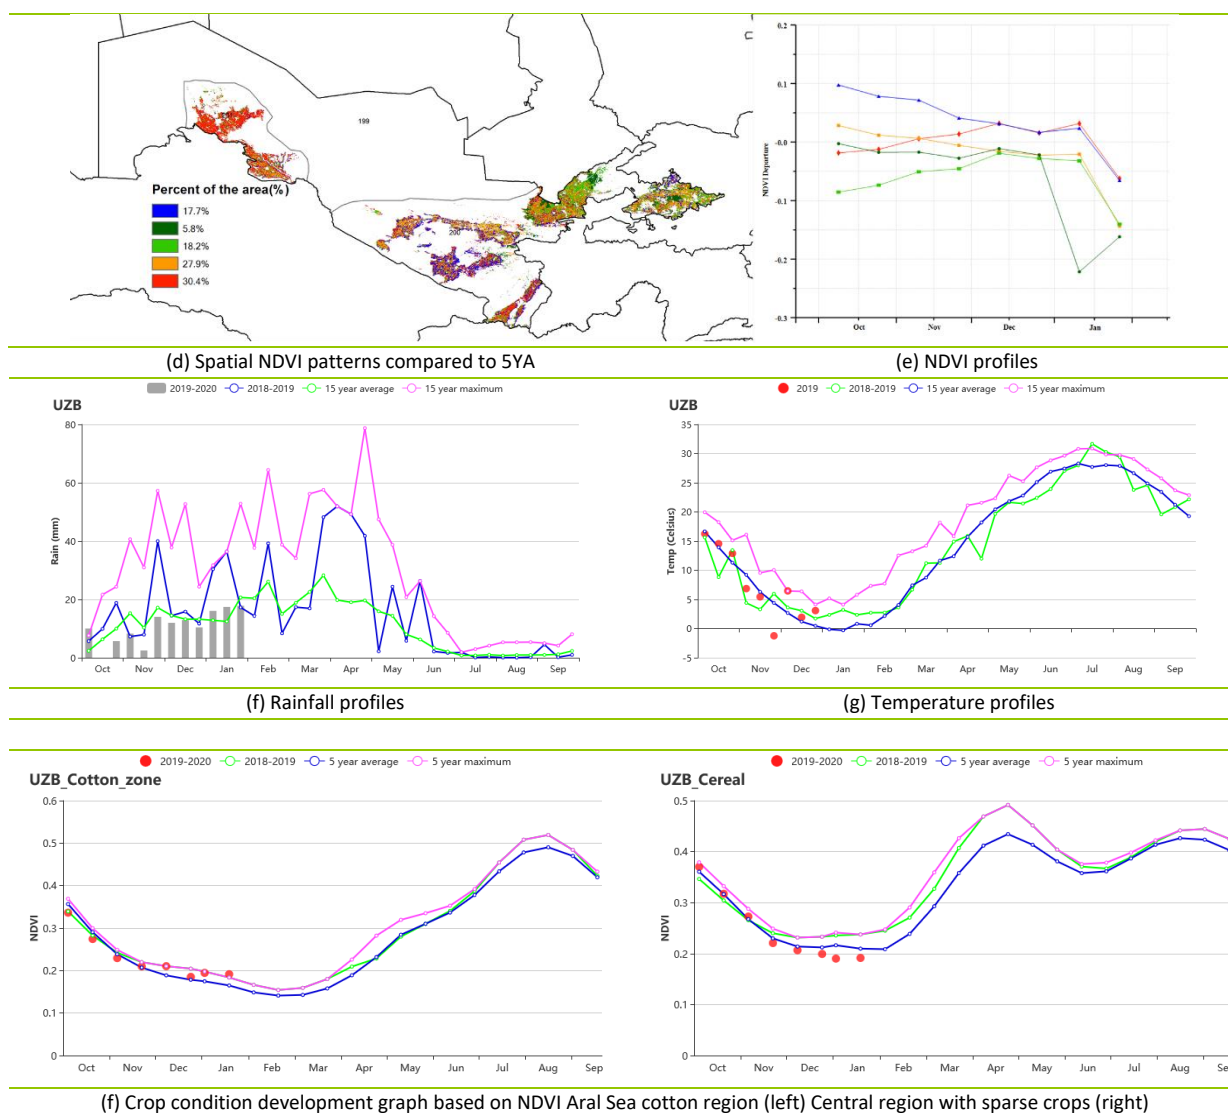 199
200
Percent of the area(%)
17.7%
5.8%
18.2%
27.9%
30.4%
0.2
0.1
-0.0
-0.1
-0.2
-0.3
NDVI Departure
Oct Nov Dec Jan
(d) Spatial NDVI patterns compared to 5YA
(e) NDVI profiles
2019-2020 2018-2019 15 year average 15 year maximum
UZB
80
60
40
20
0
Rain (mm)
Oct Nov Dec Jan Feb Mar Apr May Jun Jul Aug Sep
2019 2018-2019 15 year average 15 year maximum
UZB
35
30
25
20
15
10
5
0
-5
Temp (Celsius)
Oct Nov Dec Jan Feb Mar Apr May Jun Jul Aug Sep
(f) Rainfall profiles
(g) Temperature profiles
2019-2020 2018-2019 5 year average 5 year maximum
UZB_Cotton_zone
0.6
0.5
0.4
0.3
0.2
0.1
0
NDVI
Oct Nov Dec Jan Feb Mar Apr May Jun Jul Aug Sep
2019-2020 2018-2019 5 year average 5 year maximum
UZB_Cereal
0.5
0.4
0.3
0.2
0.1
0
NDVI
Oct Nov Dec Jan Feb Mar Apr May Jun Jul Aug Se
(f) Crop condition development graph based on NDVI Aral Sea cotton region (left) Central region with sparse crops (right)